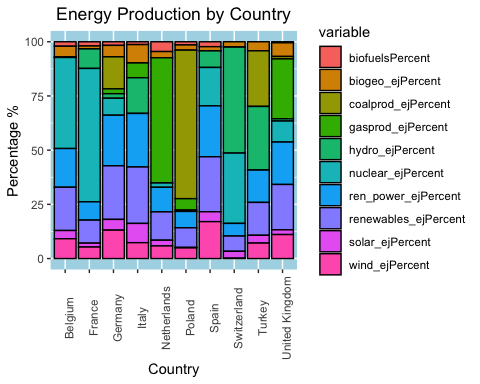 Energy Production by Country
Percentage %
100
75
50
25
0
Belgium
France
Germany
Italy
Netherlands
Poland
Spain
Switzerland
Turkey
United Kingdom
Country
variable
biofuelsPercent
biogeo_ejPercent
coalprod_ejPercent
gasprod_ejPercent
hydro_ejPercent
nuclear_ejPercent
ren_power_ejPercent
renewables_ejPercent
solar_ejPercent
wind_ejPercent